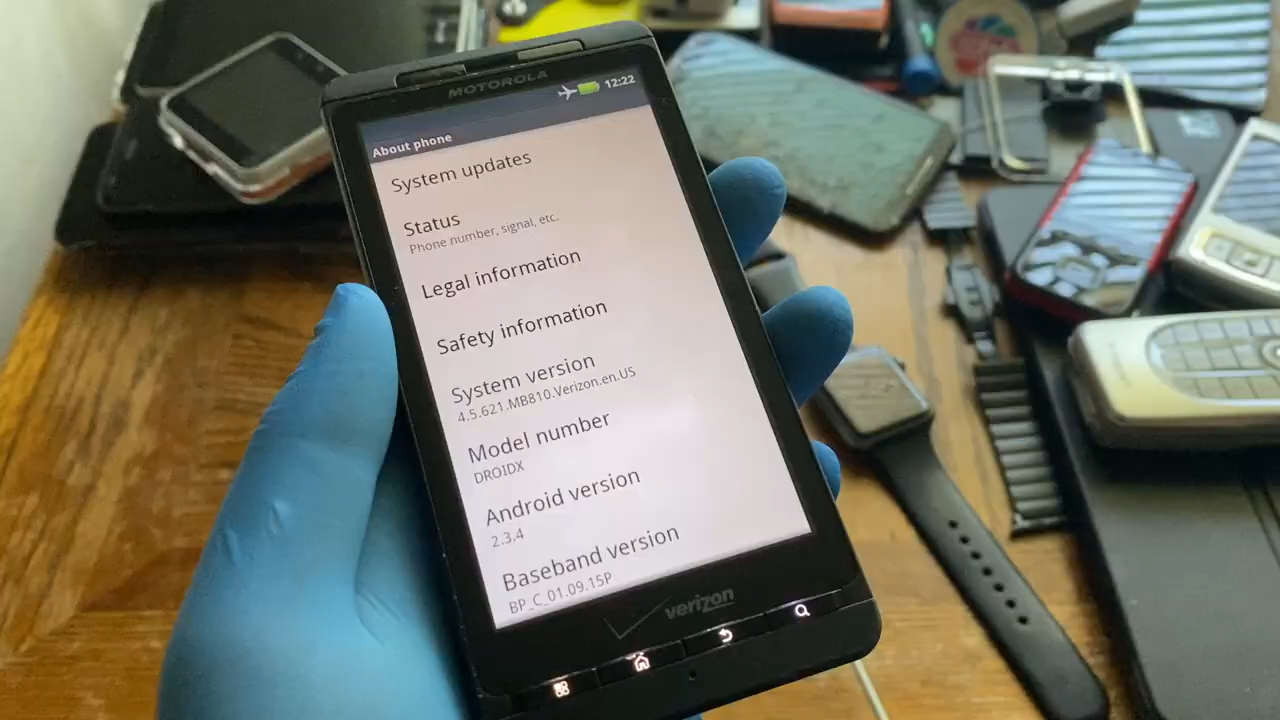 MOTOROLA
12:22
About phone
System updates
Status
Phone number, signal, etc.
Legal information
Safety information
System version
4.5.621.MB810.Verizon.en.US
Model number
DROIDX
Android version
2.3.4
Baseband version
BP_C_01.09.15P
verizon